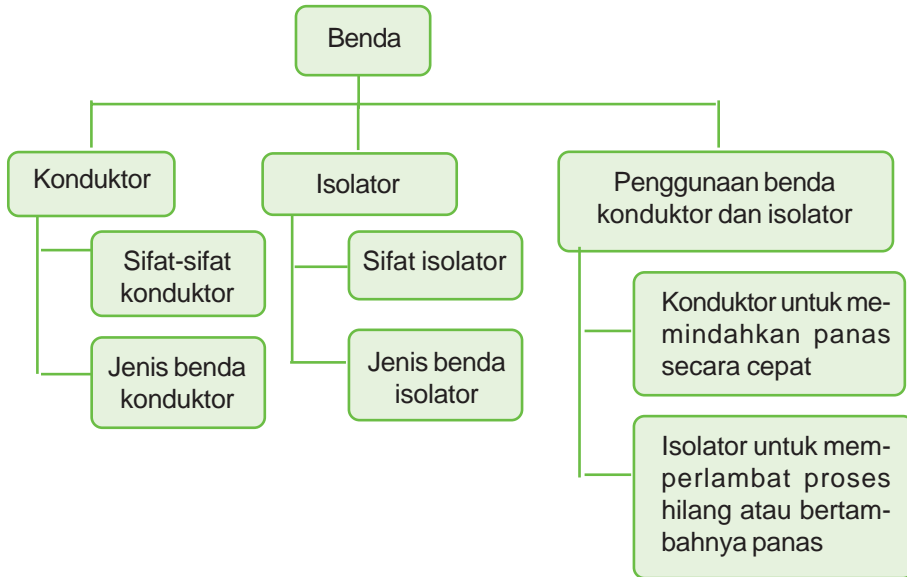 Benda
Konduktor
Sifat-sifat
konduktor
Jenis benda
konduktor
Isolator
Sifat isolator
Jenis benda
isolator
Penggunaan benda
konduktor dan isolator
Konduktor untuk me-
mindahkan panas
secara cepat
Isolator untuk mem-
perlambat proses
hilang atau bertam-
bahnya panas